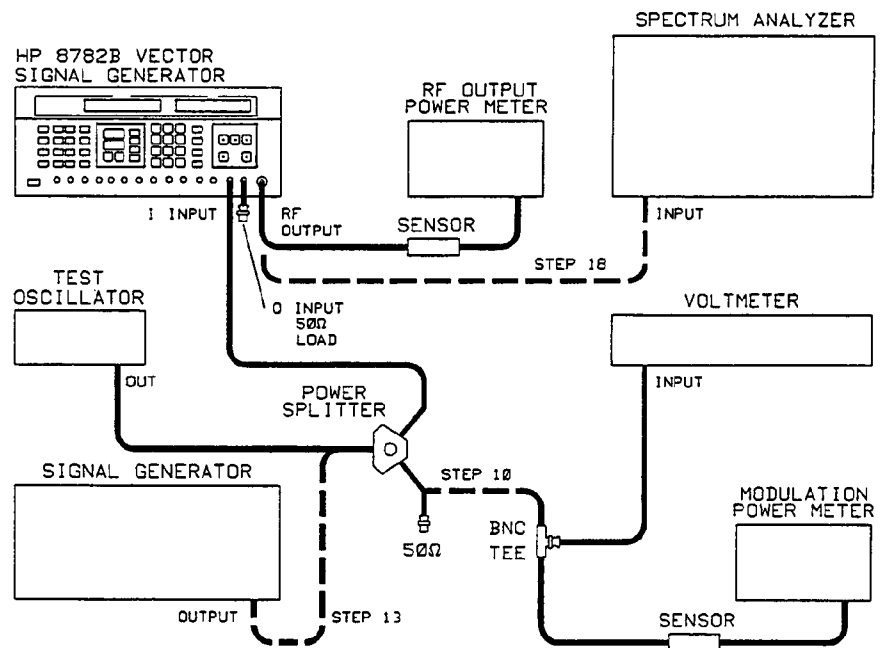 SPECTRUM ANALYZER
HP 8782B VECTOR
SIGNAL GENERATOR
RF OUTPUT
POWER METER
I INPUT
RF
OUTPUT
SENSOR
INPUT
STEP 18
TEST
OSCILLATOR
Q INPUT
50Ω
LOAD
VOLTMETER
OUT
INPUT
POWER
SPLITTER
SIGNAL GENERATOR
STEP 10
MODULATION
POWER METER
BNC
TEE
50Ω
OUTPUT
STEP 13
SENSOR